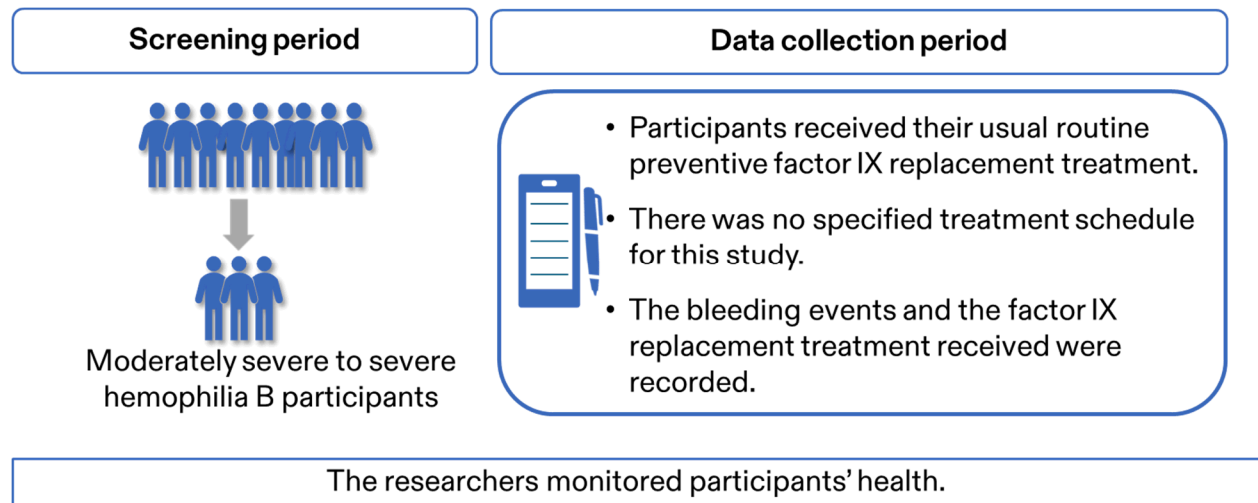 Screening period
Data collection period
Moderately severe to severe
hemophilia B participants
• Participants received their usual routine
preventive factor IX replacement treatment.
• There was no specified treatment schedule
for this study.
• The bleeding events and the factor IX
replacement treatment received were
recorded.
The researchers monitored participants’ health.